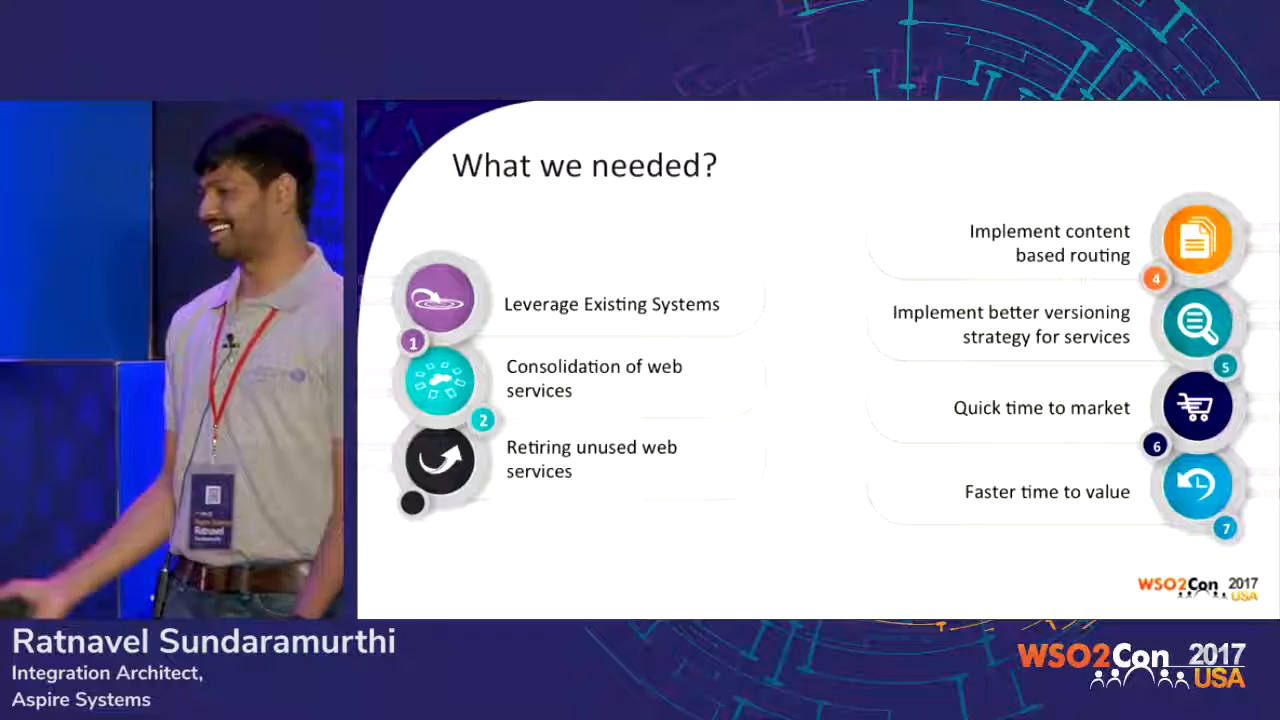 What we needed?
Leverage Existing Systems
1
Consolidation of web
services
2
Retiring unused web
services
Implement content
based routing
4
Implement better versioning
strategy for services
5
Quick time to market
6
Faster time to value
7
WSO2Con 2017
USA
Ratnavel
Ratnavel Sundaramurthi
Integration Architect,
Aspire Systems
WSO2Con 2017
USA